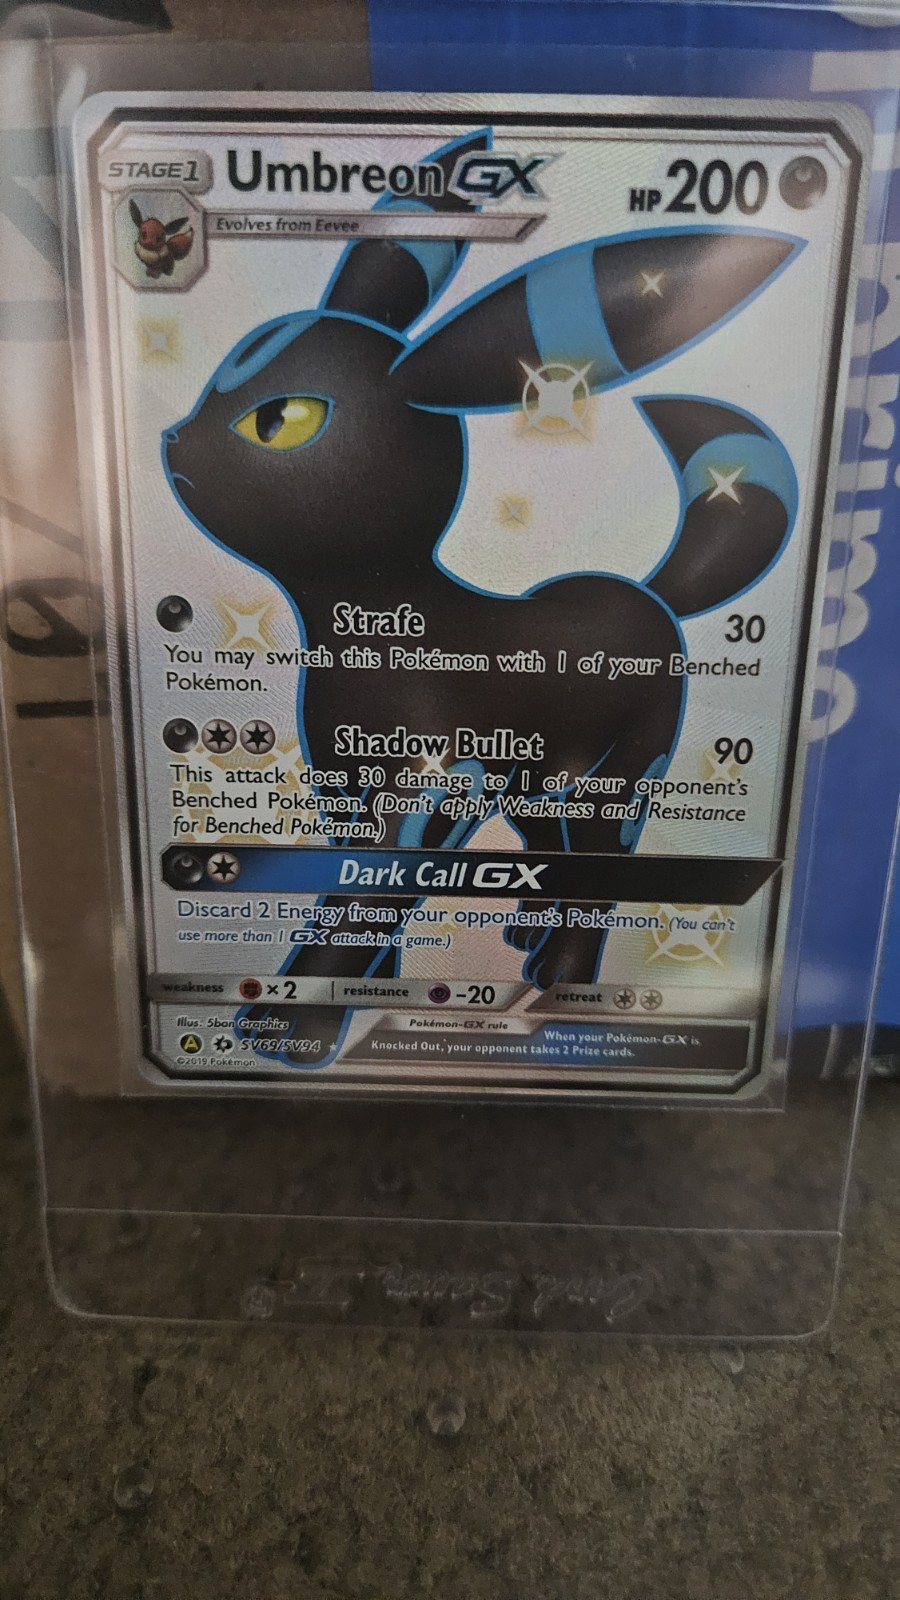 STAGE1 Umbreon GX HP200
Evolves from Eevee
Strafe 30
You may switch this Pokémon with 1 of your Benched
Pokémon.
Shadow Bullet 90
This attack does 30 damage to 1 of your opponent's
Benched Pokémon. (Don't apply Weakness and Resistance
for Benched Pokémon.)
Dark Call GX
Discard 2 Energy from your opponent's Pokémon. (You can't
use more than 1 GX attack in a game.)
weakness ×2 resistance -20 retreat
Illus. 5ban Graphics
A SV69/SV94
©2019 Pokémon
Pokémon-GX rule
When your Pokémon-GX is
Knocked Out, your opponent takes 2 Prize cards.
prime